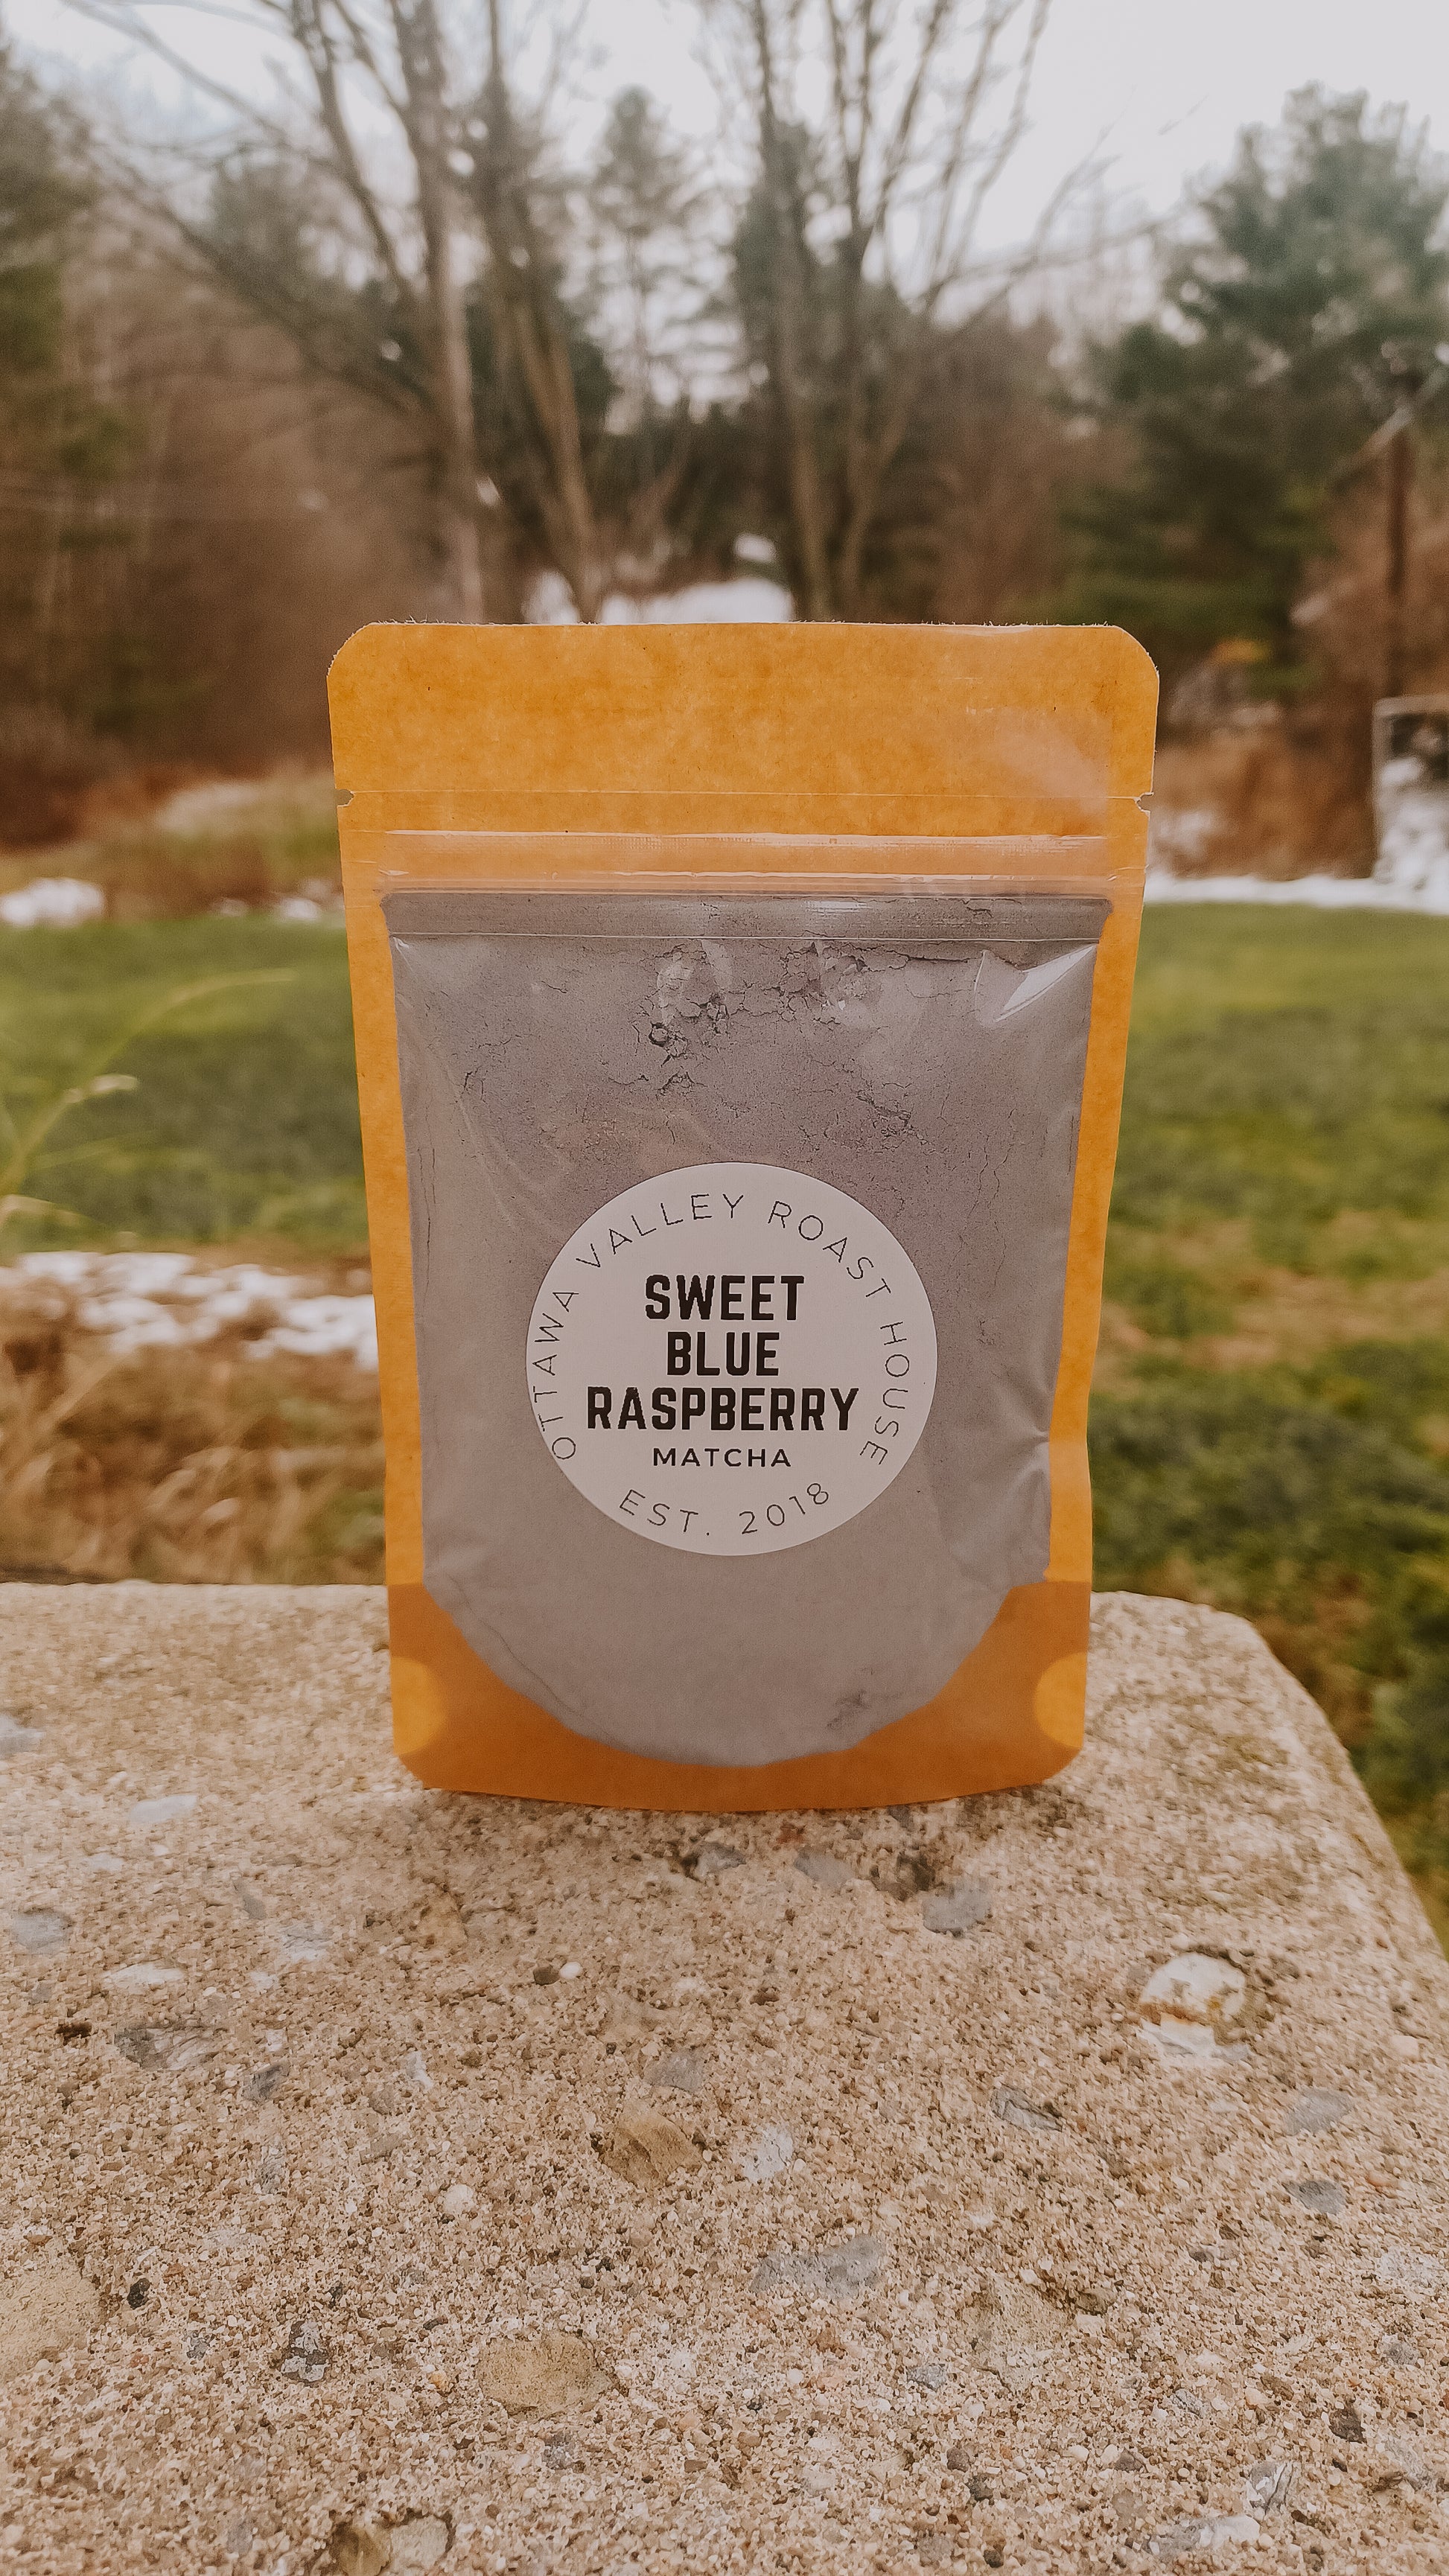 OTTAWA VALLEY ROAST HOUSE
SWEET
BLUE
RASPBERRY
MATCHA
EST. 2018